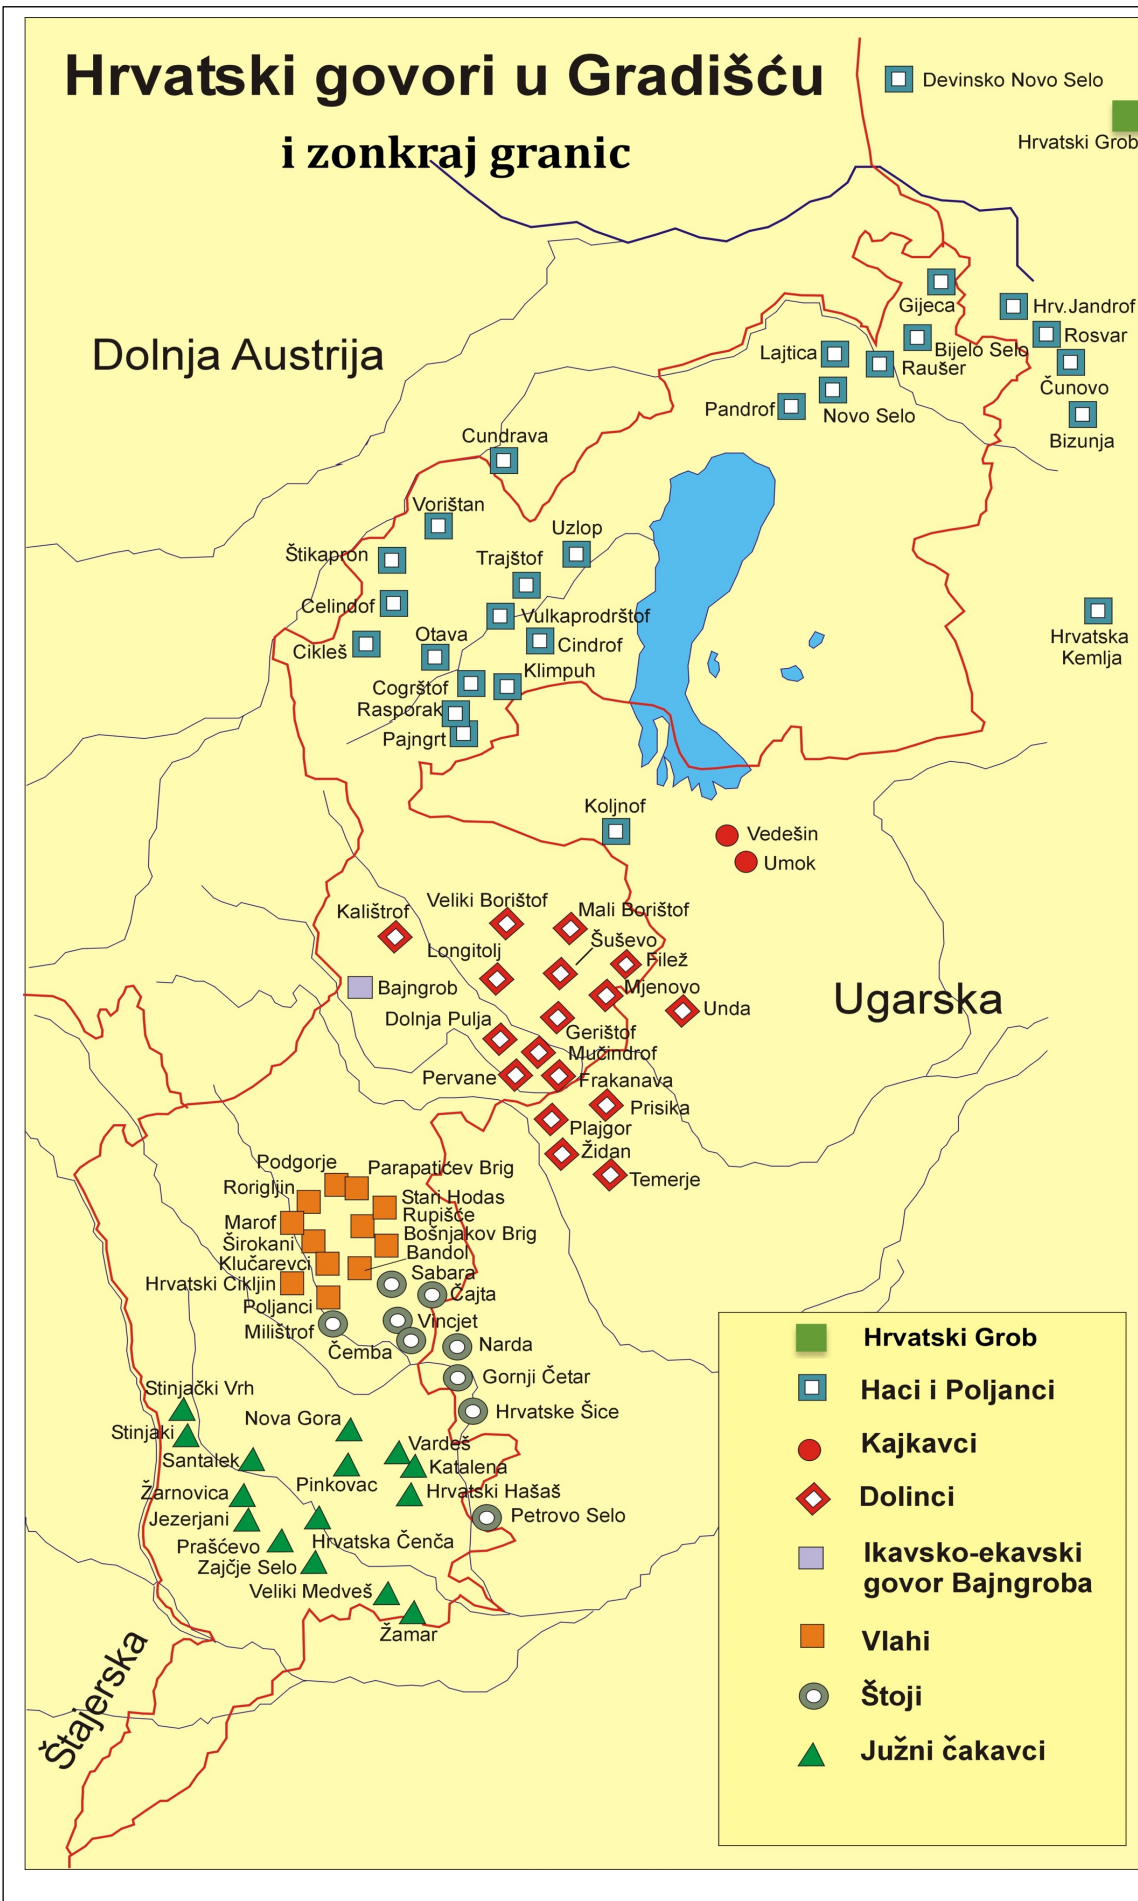 Hrvatski govori u Gradišću
i zonkraj granic
Devinsko Novo Selo
Hrvatski Grob
Dolnja Austrija
Gijeca
Hrv.Jandrof
Rosvar
Bijelo Selo
Lajtica
Raušer
Čunovo
Pandrof
Novo Selo
Bizunja
Cundrava
Vorištan
Uzlop
Štikapron
Trajštof
Celindof
Vulkaprodrštof
Hrvatska
Kemlja
Otava
Cindrof
Cikleš
Klimpuh
Cogrštof
Rasporak
Pajngrt
Koljnof
Vedešin
Umok
Veliki Borištof
Kalištrof
Mali Borištof
Longitolj
Šuševo
Filež
Bajngrob
Mjenovo
Ugarska
Unda
Dolnja Pulja
Gerištof
Mučindrof
Pervane
Frakanava
Prisika
Plajgor
Židan
Temerje
Podgorje
Parapatićev Brig
Rorigljin
Stari Hodas
Marof
Rupišće
Širokani
Bošnjakov Brig
Bandol
Klučarevci
Sabara
Hrvatski Cikljin
Čajta
Poljanci
Vincjet
Milištrof
Čemba
Narda
Gornji Četar
Stinjački Vrh
Hrvatske Šice
Nova Gora
Stinjaki
Vardeš
Santalek
Katalena
Pinkovac
Žarnovica
Hrvatski Hašaš
Jezerjani
Petrovo Selo
Prašćevo
Hrvatska Čenča
Zajčje Selo
Veliki Medveš
Žamar
Štajerska
Hrvatski Grob
Haci i Poljanci
Kajkavci
Dolinci
Ikavsko-ekavski
govor Bajngroba
Vlahi
Štoji
Južni čakavci